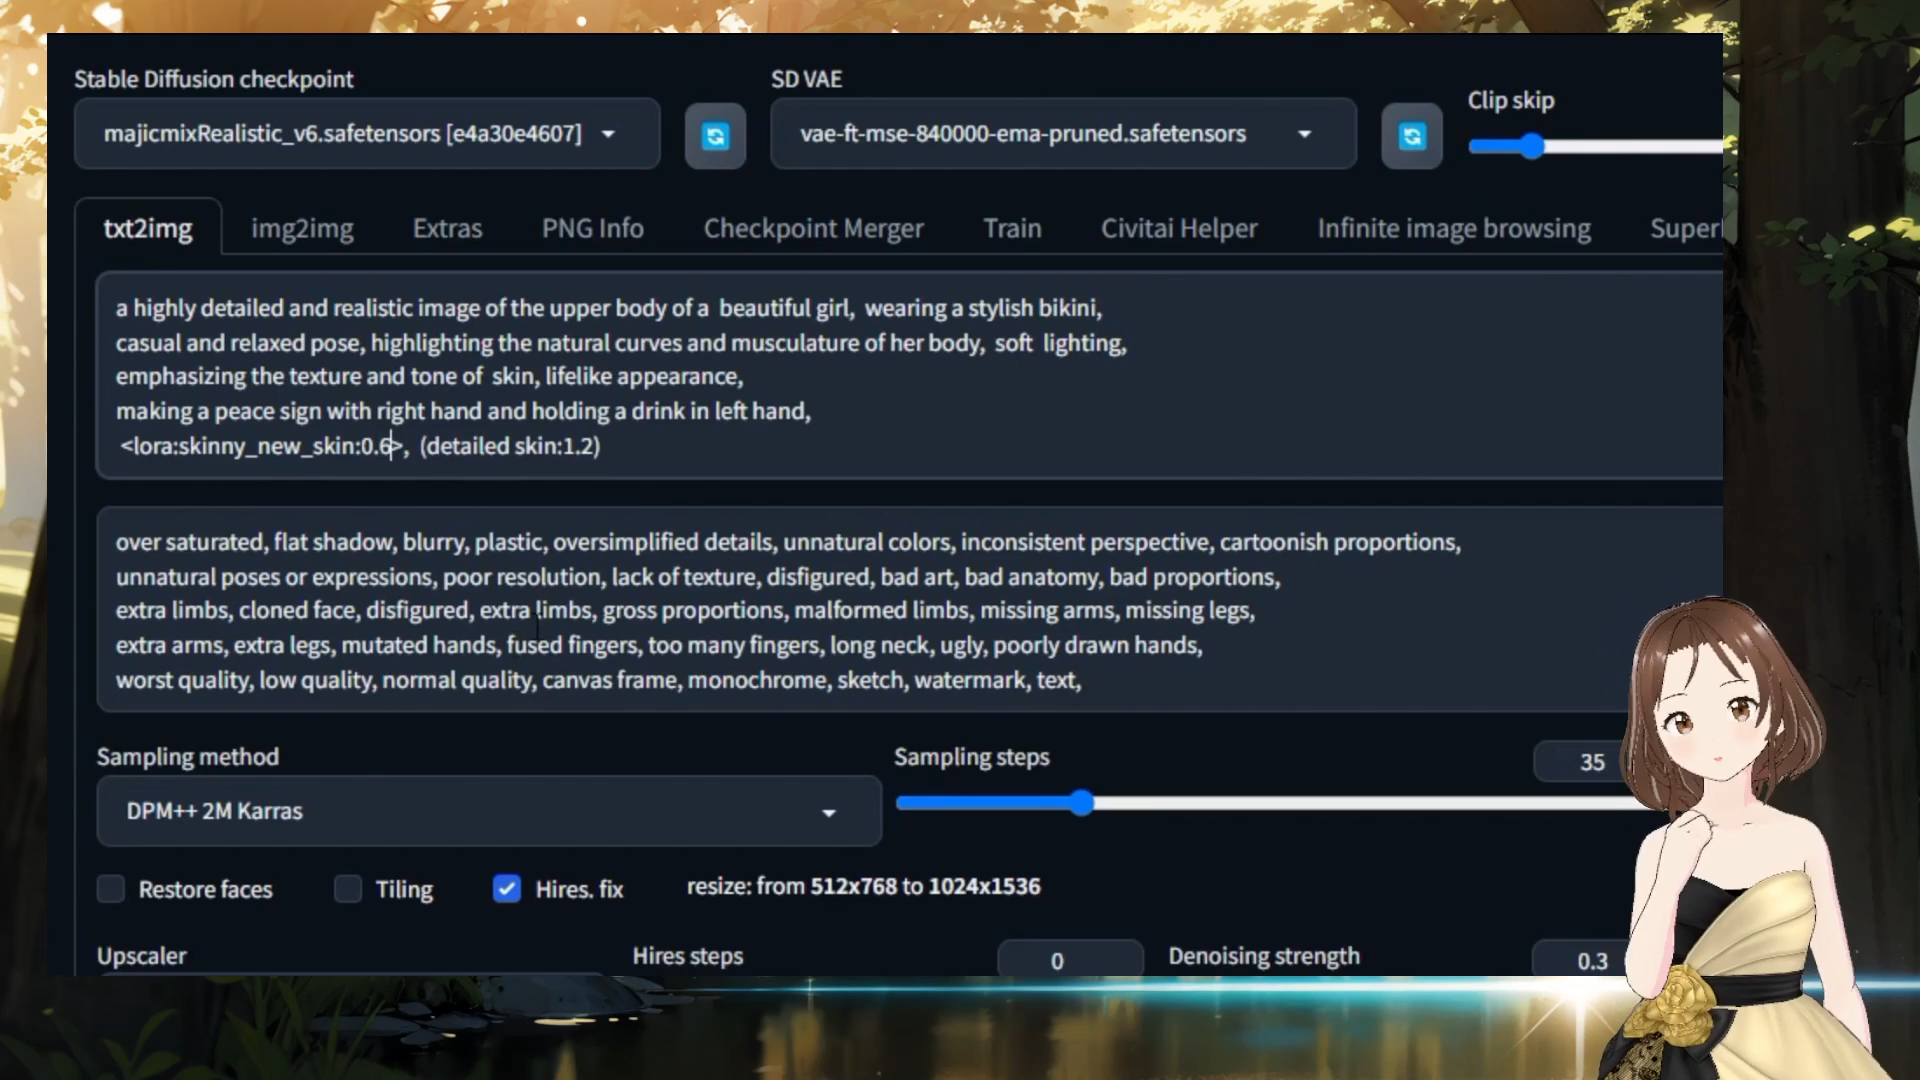 Stable Diffusion checkpoint
SD VAE
Clip skip
majicmixRealistic_v6.safetensors [e4a30e4607]
vae-ft-mse-840000-ema-pruned.safetensors
txt2img
img2img
Extras
PNG Info
Checkpoint Merger
Train
Civitai Helper
Infinite image browsing
Super
a highly detailed and realistic image of the upper body of a beautiful girl, wearing a stylish bikini,
casual and relaxed pose, highlighting the natural curves and musculature of her body, soft lighting,
emphasizing the texture and tone of skin, lifelike appearance,
making a peace sign with right hand and holding a drink in left hand,
<lora:skinny_new_skin:0.6>, (detailed skin:1.2)
over saturated, flat shadow, blurry, plastic, oversimplified details, unnatural colors, inconsistent perspective, cartoonish proportions,
unnatural poses or expressions, poor resolution, lack of texture, disfigured, bad art, bad anatomy, bad proportions,
extra limbs, cloned face, disfigured, extra limbs, gross proportions, malformed limbs, missing arms, missing legs,
extra arms, extra legs, mutated hands, fused fingers, too many fingers, long neck, ugly, poorly drawn hands,
worst quality, low quality, normal quality, canvas frame, monochrome, sketch, watermark, text,
Sampling method
Sampling steps
35
DPM++ 2M Karras
Restore faces
Tiling
Hires. fix
resize: from 512x768 to 1024x1536
Upscaler
Hires steps
0
Denoising strength
0.3